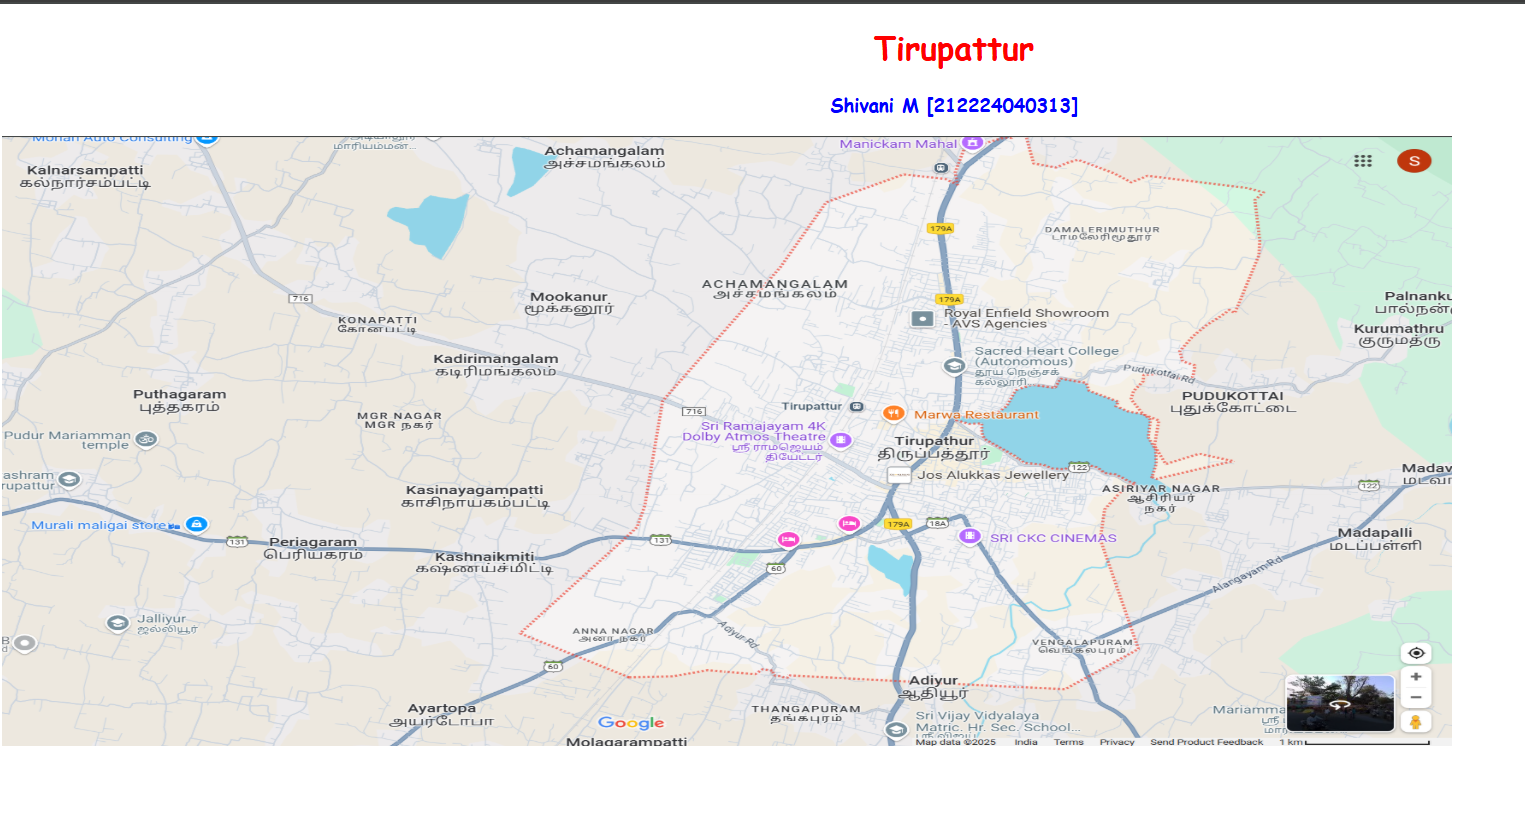 Tirupattur
Shivani M [212224040313]
Mohan Auto Consulting
மாரியம்மன்...
Achamangalam
அச்சமங்கலம்
Manickam Mahal
S
Kalnarsampatti
கல்நார்சம்பட்டி
179A
DAMALERIMUTHUR
டாமலேரிமூதூர்
ACHAMANGALAM
அச்சமங்கலம்
Mookanur
மூக்கனூர்
716
179A
Palnanku
பால்நன்
KONAPATTI
கோனபட்டி
Royal Enfield Showroom
- AVS Agencies
Kurumathru
குருமத்ரு
Kadirimangalam
கடிரிமங்கலம்
Sacred Heart College
(Autonomous)
தூய நெஞ்சக்
கல்லூரி
Pudukottai Rd
Puthagaram
புத்தகரம்
PUDUKOTTAI
புதுக்கோட்டை
MGR NAGAR
MGR நகர்
716
Tirupattur
Marwa Restaurant
Sri Ramajayam 4K
Dolby Atmos Theatre
ஸ்ரீ ராமஜெயம்
தியேட்டர்
Pudur Mariamman
temple
Tirupathur
திருப்பத்தூர்
Jos Alukkas Jewellery
122
Madav
மடவா
ashram
rupattur
122
Kasinayagampatti
காசிநாயகம்பட்டி
ASIRIYAR NAGAR
ஆசிரியர்
நகர்
Murali maligai store
179A
18A
SRI CKC CINEMAS
131
Periagaram
பெரியகரம்
131
Madapalli
மடப்பள்ளி
Kashnaikmiti
கஷ்ணாய்ச்மிட்டி
60
Alangayam Rd
Jalliyur
ஜல்லியூர்
ANNA NAGAR
அனா நகர்
Adiyur Rd
VENGALAPURAM
வெங்கலபுரம்
B
d
60
Adiyur
ஆதியூர்
Ayartopa
அயர்டோபா
THANGAPURAM
தங்கபுரம்
Google
Sri Vijay Vidyalaya
Matric. Hr. Sec. School...
ஸ்ரீ விஜய்
Mariamma
ஸ்ரீ
Molagarampatti
Map data ©2025 India Terms Privacy Send Product Feedback 1 km